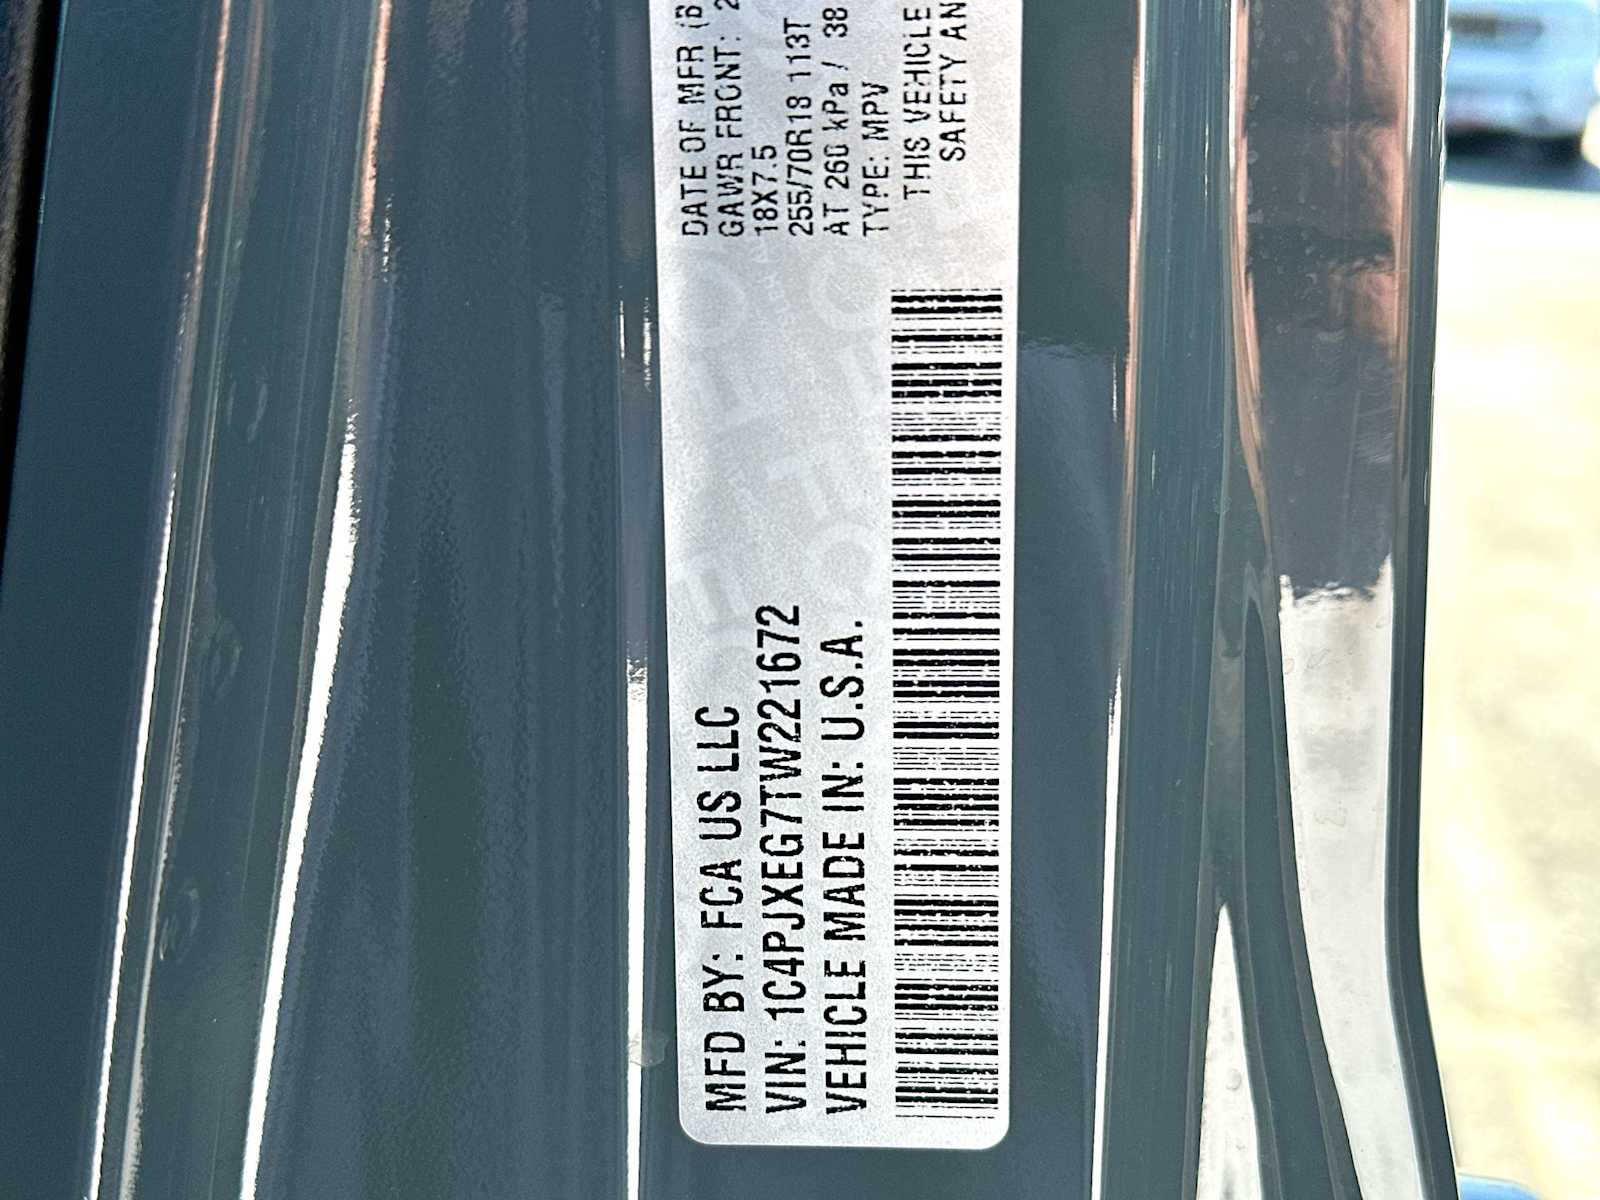 MFD BY: FCA US LLC
VIN: 1C4PJXEG7TW221672
VEHICLE MADE IN: U.S.A.
DATE OF MFR (B
GAWR FRONT: 2
18X7.5
255/70R18 113T
AT 260 kPa/ 38
TYPE: MPV
THIS VEHICLE
SAFETY AN